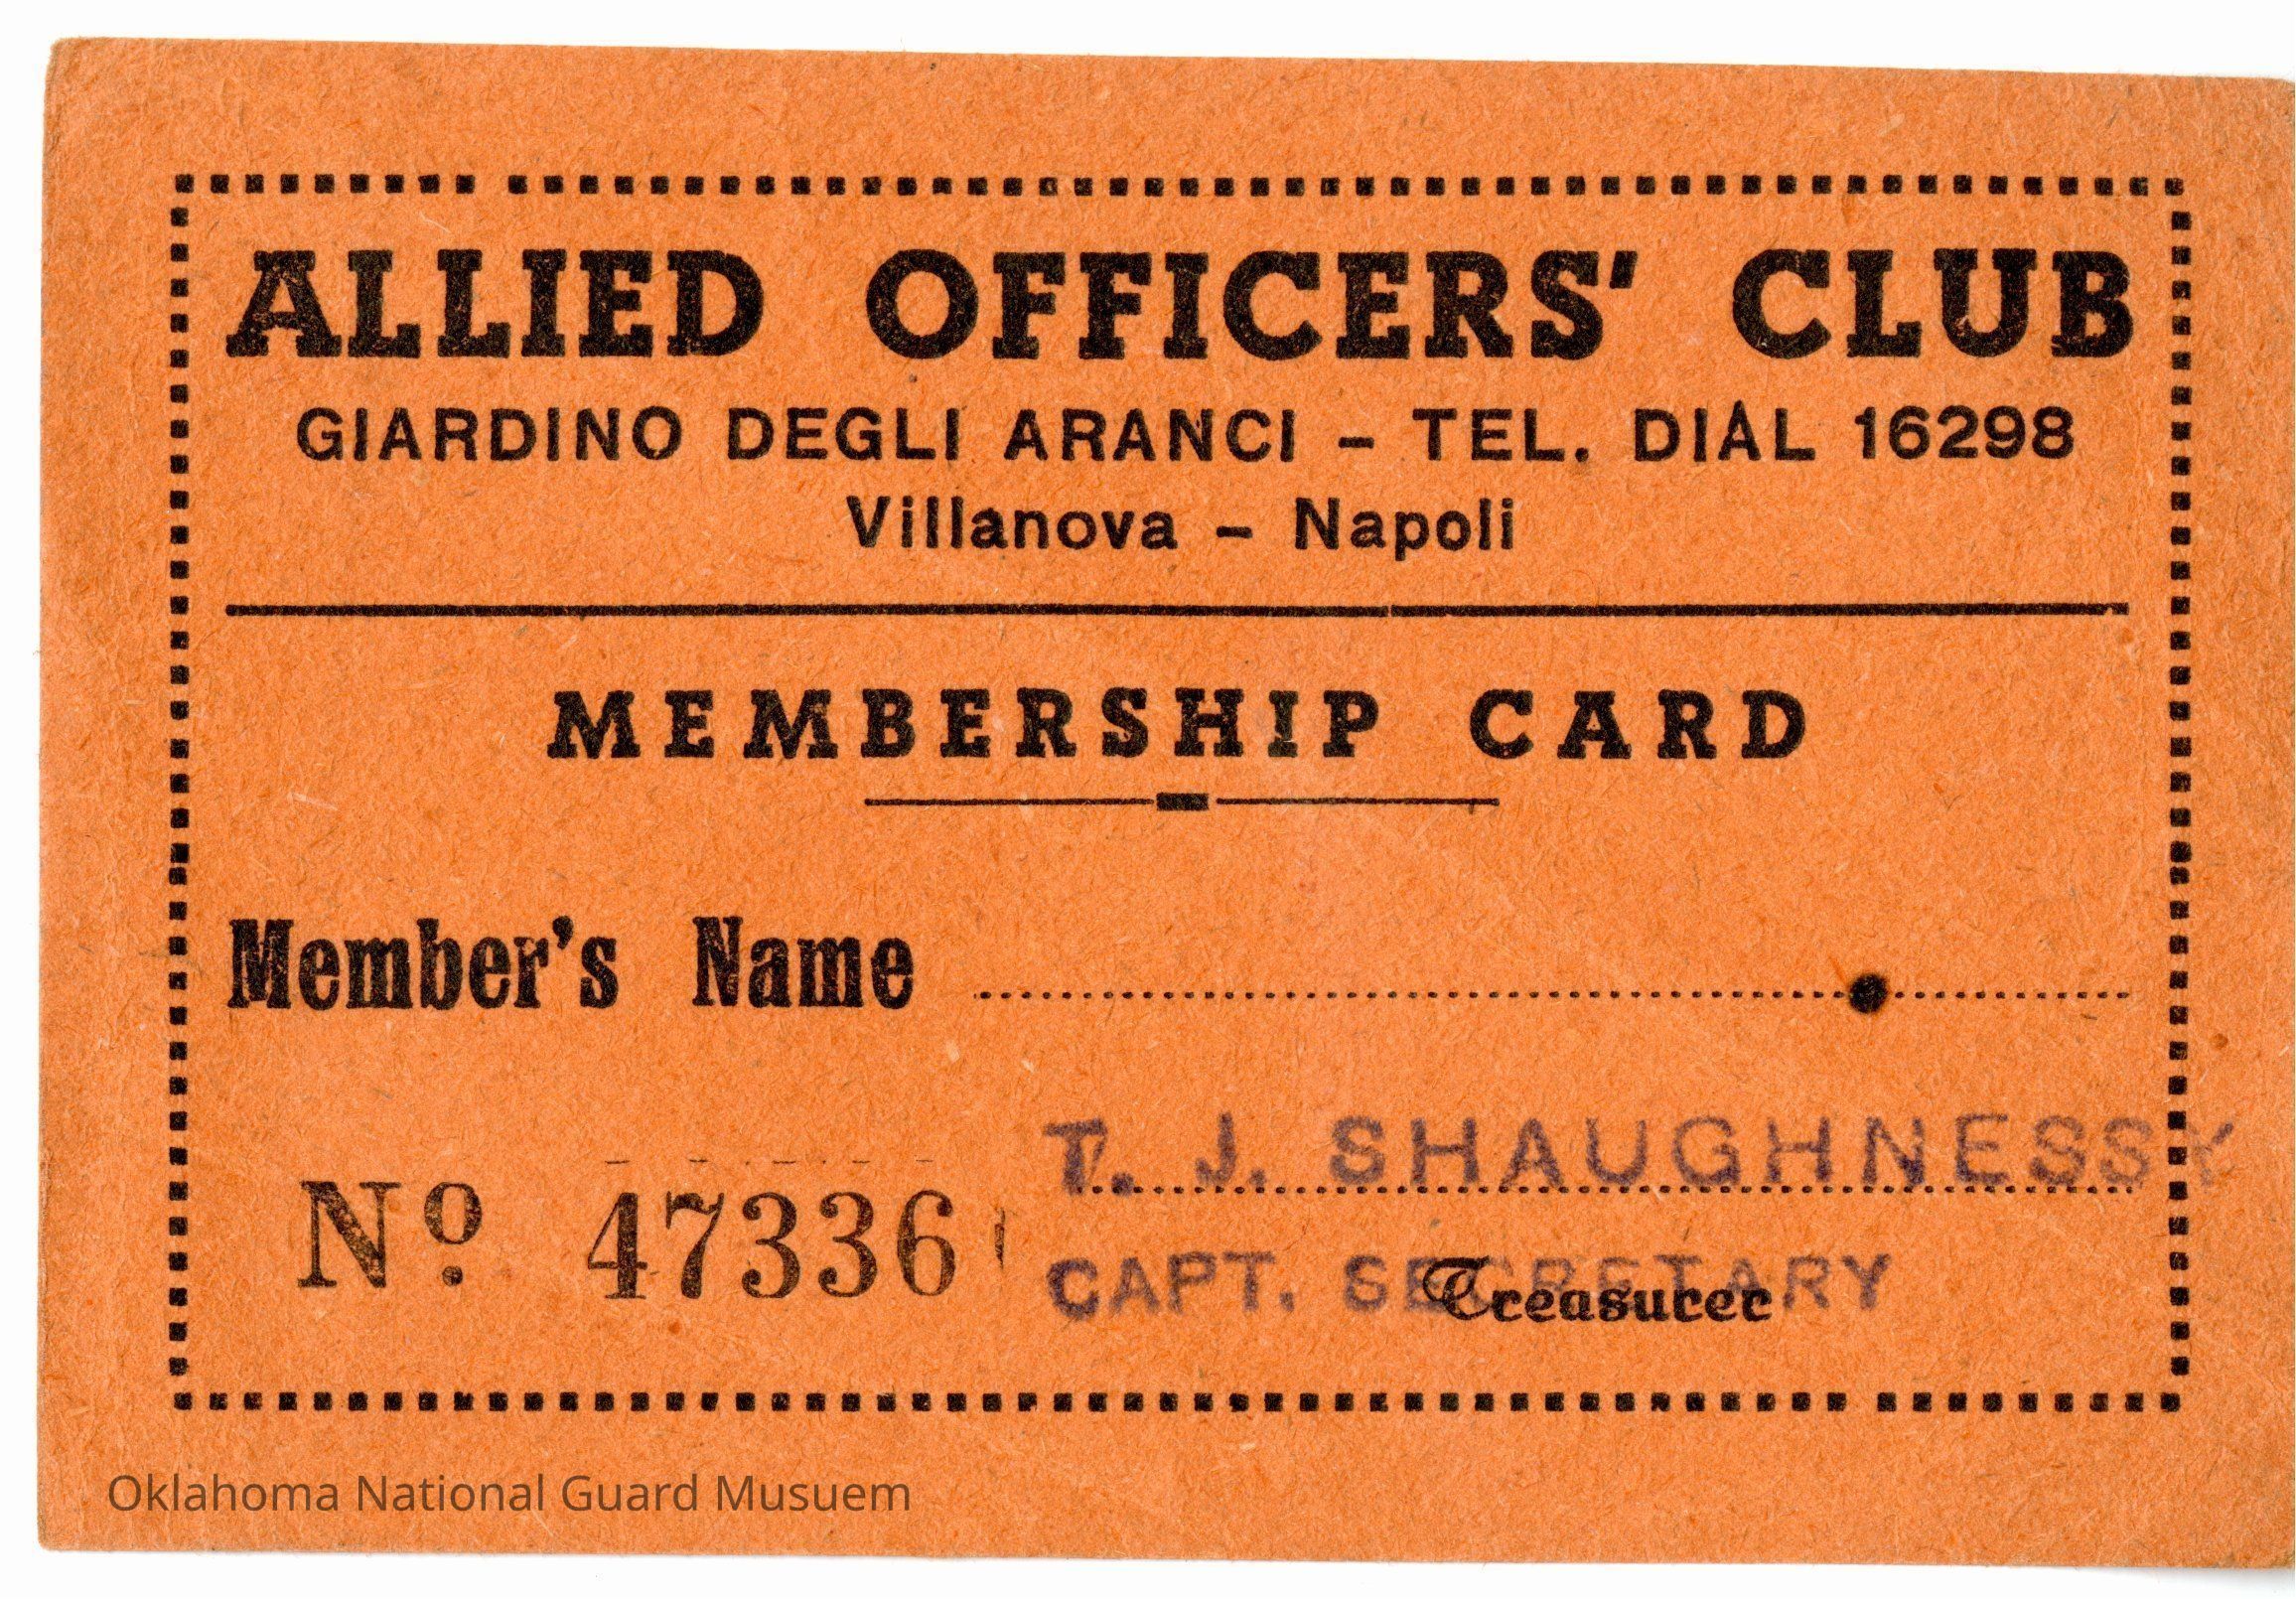 ALLIED OFFICERS' CLUB
GIARDINO DEGLI ARANCI – TEL. DIAL 16298
Villanova – Napoli
MEMBERSHIP CARD
Member's Name
T. J. SHAUGHNESSY
Nº 47336
CAPT. SECRETARY
Treasurer
Oklahoma National Guard Musuem